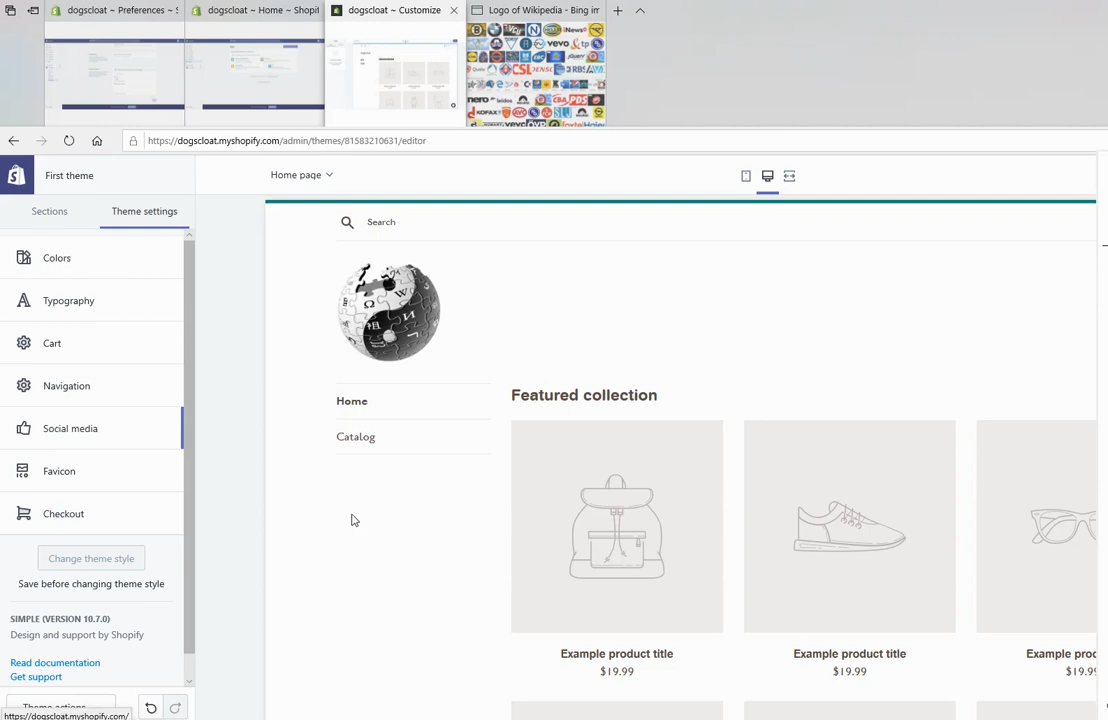 dogscloat ~ Preferences ~ S
dogscloat ~ Home ~ Shopif
dogscloat ~ Customize
Logo of Wikipedia - Bing im
https://dogscloat.myshopify.com/admin/themes/81583210631/editor
First theme
Home page
Sections
Theme settings
Search
Colors
Typography
Cart
Navigation
Social media
Favicon
Checkout
Home
Catalog
Featured collection
Change theme style
Save before changing theme style
SIMPLE (VERSION 10.7.0)
Design and support by Shopify
Read documentation
Get support
Theme actions
https://dogscloat.myshopify.com/
Example product title
$19.99
Example product title
$19.99
Example proc
$19.99